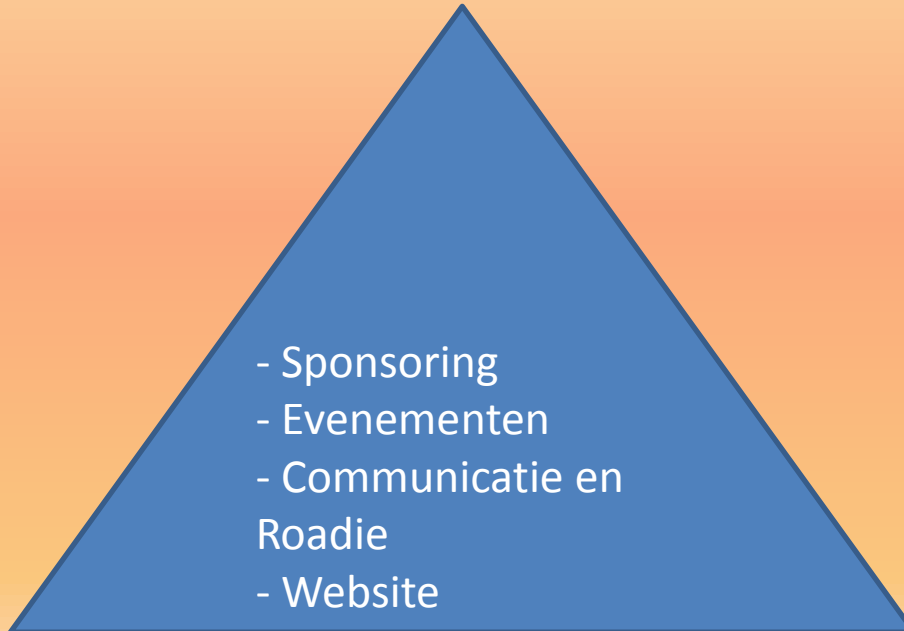 - Sponsoring
- Evenementen
- Communicatie en
Roadie
- Website